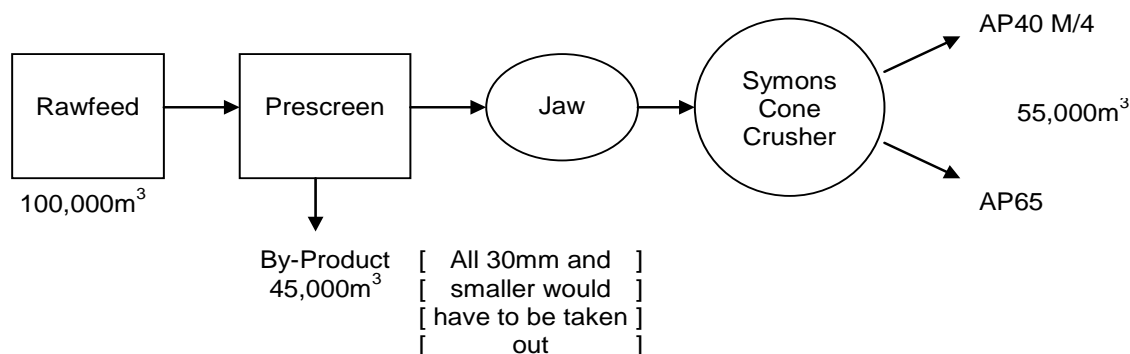 AP40 M/4
Rawfeed
Prescreen
Jaw
Symons
Cone
Crusher
55,000m³
100,000m³
AP65
By-Product
45,000m³
[ All 30mm and ]
[ smaller would ]
[ have to be taken ]
[ out ]